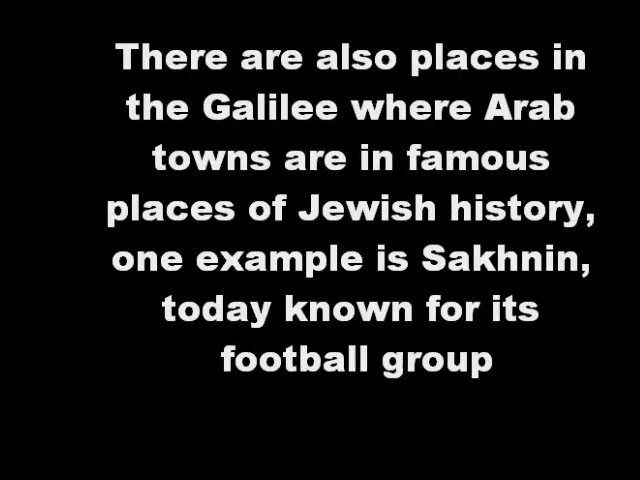 There are also places in
the Galilee where Arab
towns are in famous
places of Jewish history,
one example is Sakhnin,
today known for its
football group